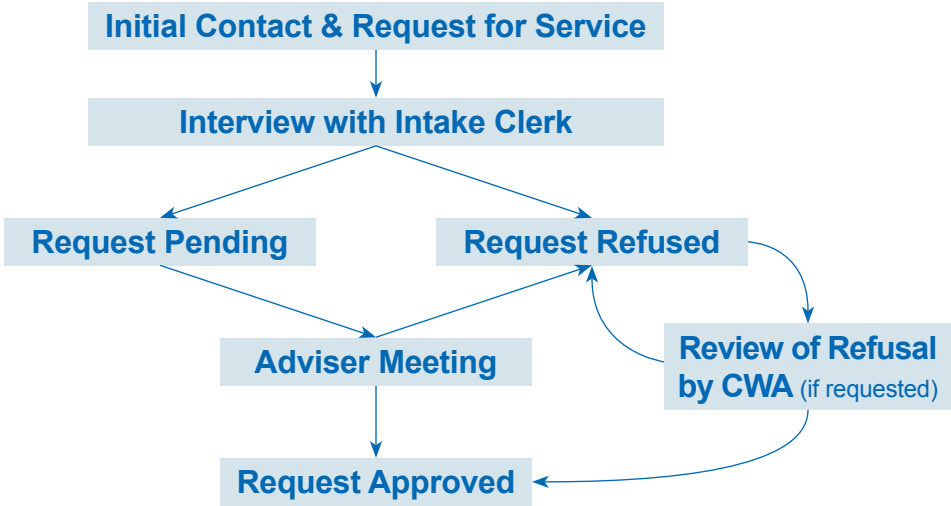 Initial Contact & Request for Service
Interview with Intake Clerk
Request Pending
Request Refused
Adviser Meeting
Review of Refusal
by CWA (if requested)
Request Approved